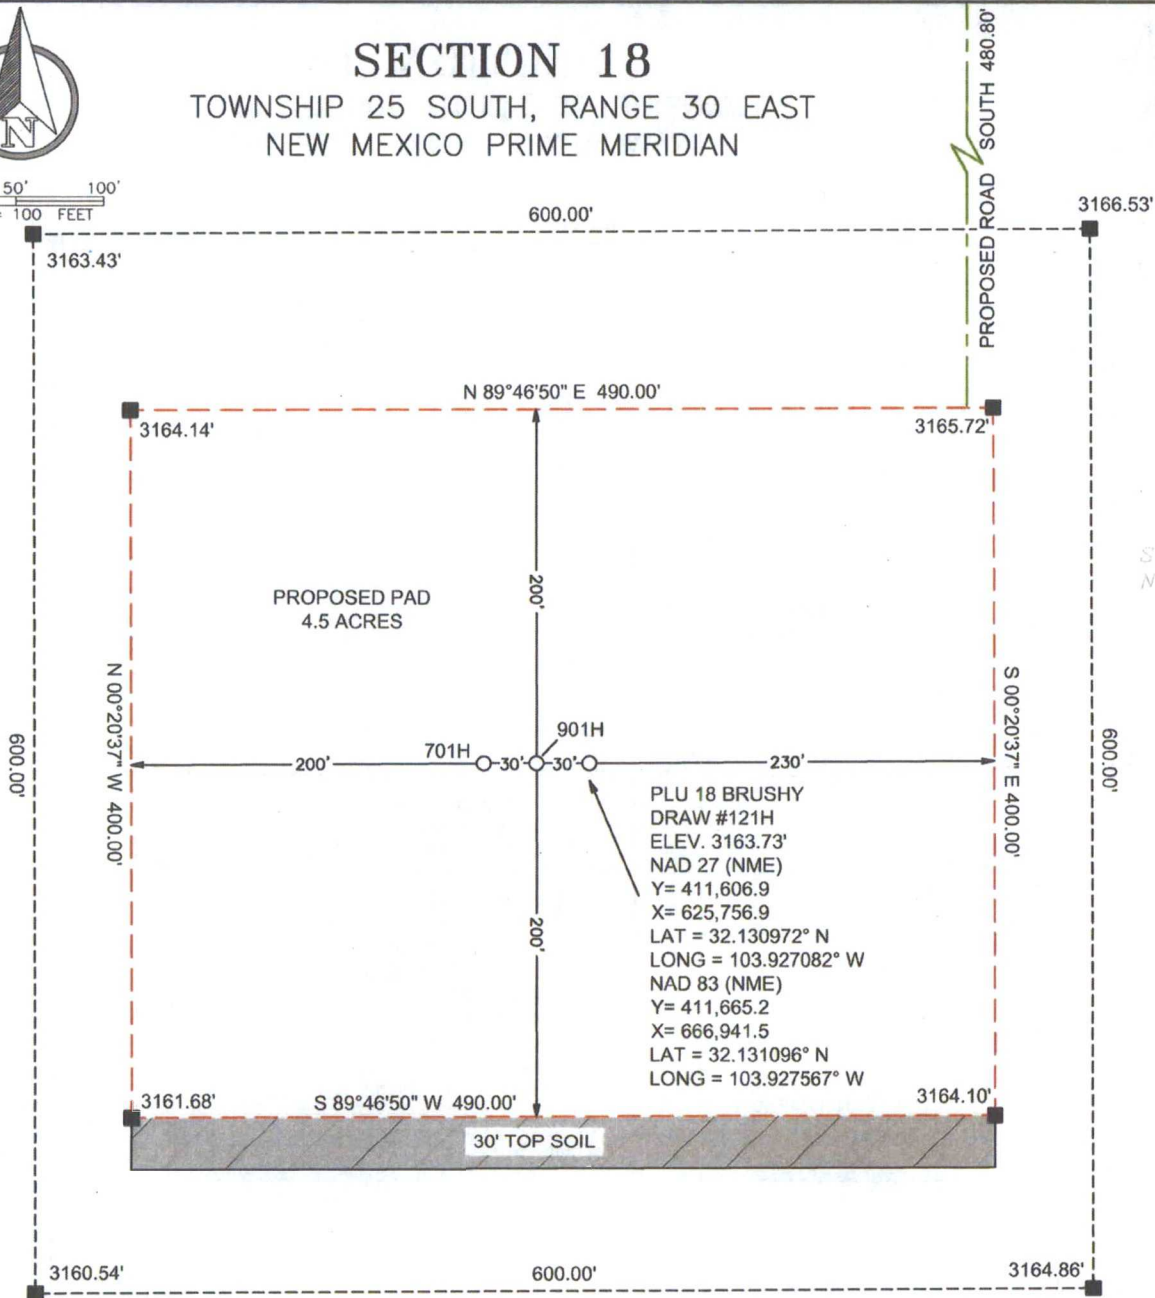 SECTION 18
TOWNSHIP 25 SOUTH, RANGE 30 EAST
NEW MEXICO PRIME MERIDIAN
N
50' 100'
100 FEET
PROPOSED ROAD SOUTH 480.80'
600.00'
3163.43'
3166.53'
N 89°46'50" E 490.00'
3164.14'
3165.72'
PROPOSED PAD
4.5 ACRES
200'
600.00'
N 00°20'37" W 400.00'
S 00°20'37" E 400.00'
600.00'
901H
701H
200'
30'
30'
230'
PLU 18 BRUSHY
DRAW #121H
ELEV. 3163.73'
NAD 27 (NME)
Y= 411,606.9
X= 625,756.9
LAT = 32.130972° N
LONG = 103.927082° W
NAD 83 (NME)
Y= 411,665.2
X= 666,941.5
LAT = 32.131096° N
LONG = 103.927567° W
200'
3161.68'
S 89°46'50" W 490.00'
3164.10'
30' TOP SOIL
3160.54'
600.00'
3164.86'